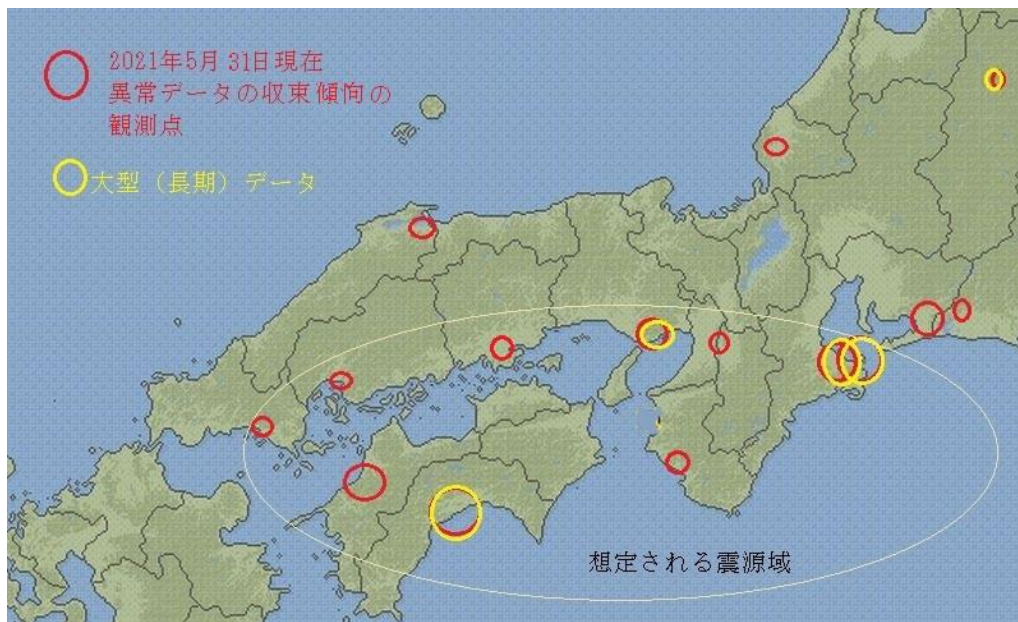 2021年5月31日現在
異常データの収束傾向の
観測点
大型（長期）データ
想定される震源域